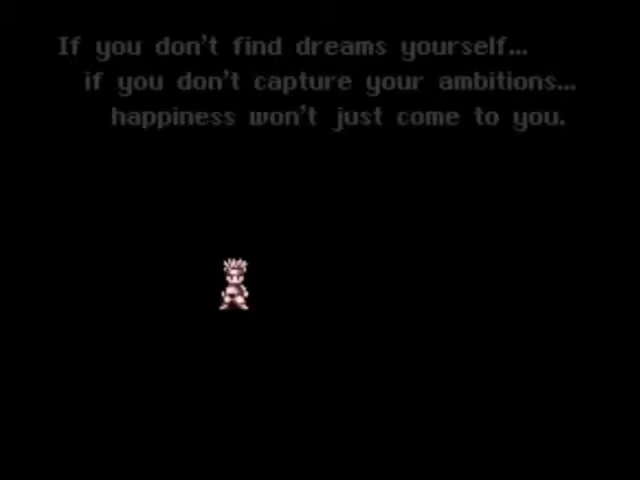 If you don't find dreams yourself...
if you don't capture your ambitions...
happiness won't just come to you.